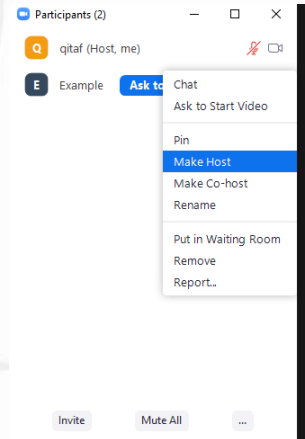 Participants (2)
Q qitaf (Host, me)
E Example Ask to
Chat
Ask to Start Video
Pin
Make Host
Make Co-host
Rename
Put in Waiting Room
Remove
Report...
Invite Mute All ...